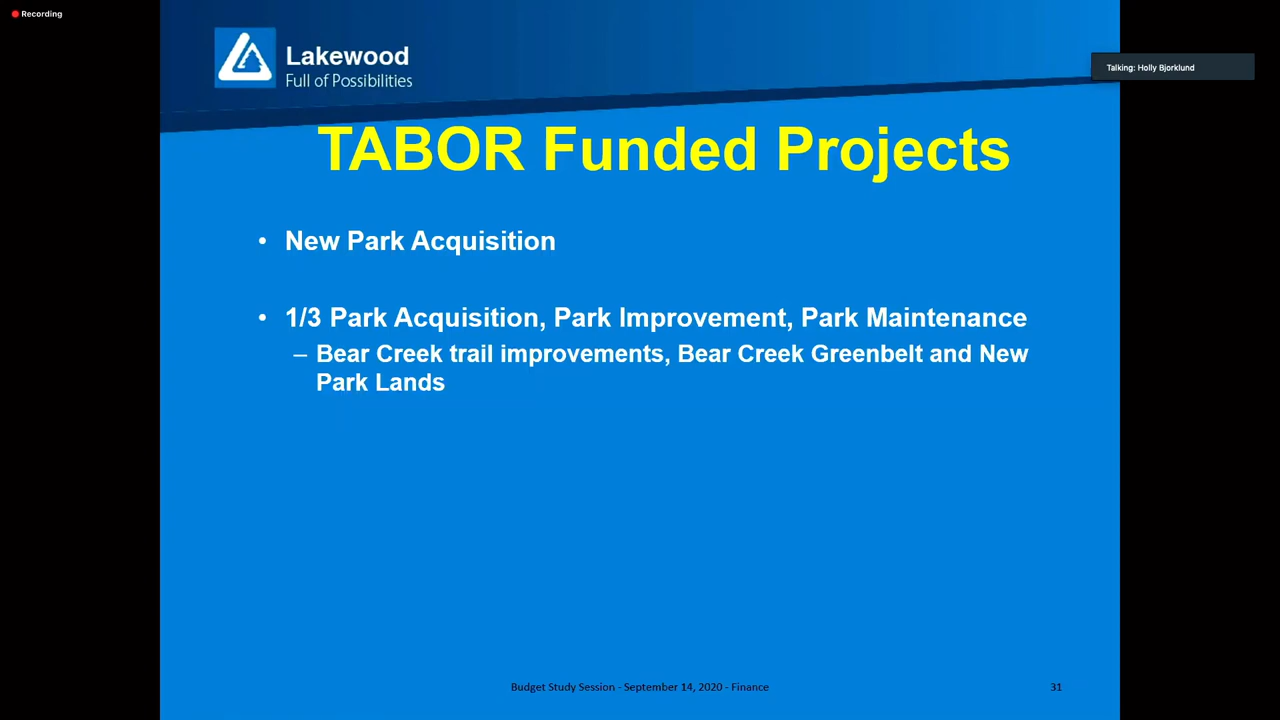 Recording
Lakewood
Full of Possibilities
Talking: Holly Bjorklund
TABOR Funded Projects
• New Park Acquisition
• 1/3 Park Acquisition, Park Improvement, Park Maintenance
– Bear Creek trail improvements, Bear Creek Greenbelt and New
Park Lands
Budget Study Session - September 14, 2020 - Finance
31